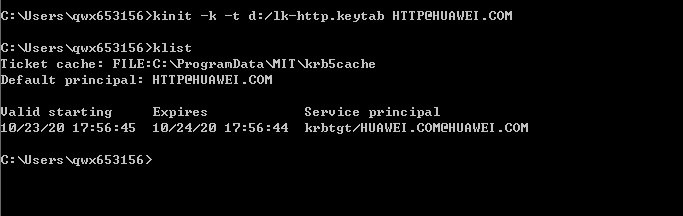 C:\Users\qwx653156>kinit -k -t d:/lk-http.keytab HTTP@HUAWEI.COM
C:\Users\qwx653156>klist
Ticket cache: FILE:C:\ProgramData\MIT\krb5cache
Default principal: HTTP@HUAWEI.COM
Valid starting     Expires            Service principal
10/23/20 17:56:45  10/24/20 17:56:44  krbtgt/HUAWEI.COM@HUAWEI.COM
C:\Users\qwx653156>